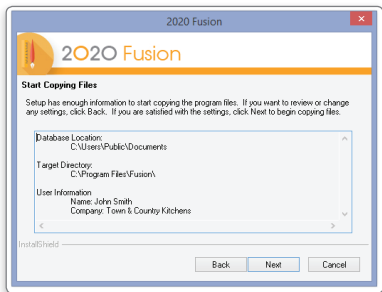 2020 Fusion
2020 Fusion
Start Copying Files
Setup has enough information to start copying the program files. If you want to review or change
any settings, click Back. If you are satisfied with the settings, click Next to begin copying files.
Database Location:
C:\Users\Public\Documents
Target Directory:
C:\Program Files\Fusion\
User Information
Name: John Smith
Company: Town & Country Kitchens
InstallShield
Back Next Cancel